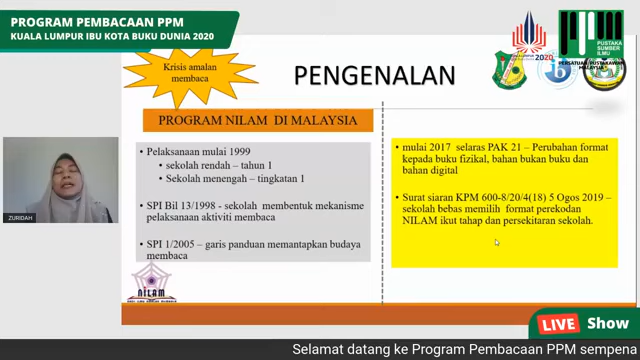 PROGRAM PEMBACAAN PPM
KUALA LUMPUR IBU KOTA BUKU DUNIA 2020
Krisis amalan
membaca
PENGENALAN
2020
PUSTAKA
SUMBER
ILMU
PERSATUAN PUSTAKAWAN
MALAYSIA
PROGRAM NILAM DI MALAYSIA
• Pelaksanaan mulai 1999
• sekolah rendah – tahun 1
• Sekolah menengah – tingkatan 1
• SPI Bil 13/1998 - sekolah membentuk mekanisme
pelaksanaan aktiviti membaca
• SPI 1/2005 – garis panduan memantapkan budaya
membaca
• mulai 2017 selaras PAK 21 – Perubahan format
kepada buku fizikal, bahan bukan buku dan
bahan digital
• Surat siaran KPM 600-8/20/4(18) 5 Ogos 2019 –
sekolah bebas memilih format perekodan
NILAM ikut tahap dan persekitaran sekolah.
ZURIDAH
NILAM
LIVE Show
Selamat datang ke Program Pembacaan PPM sempena